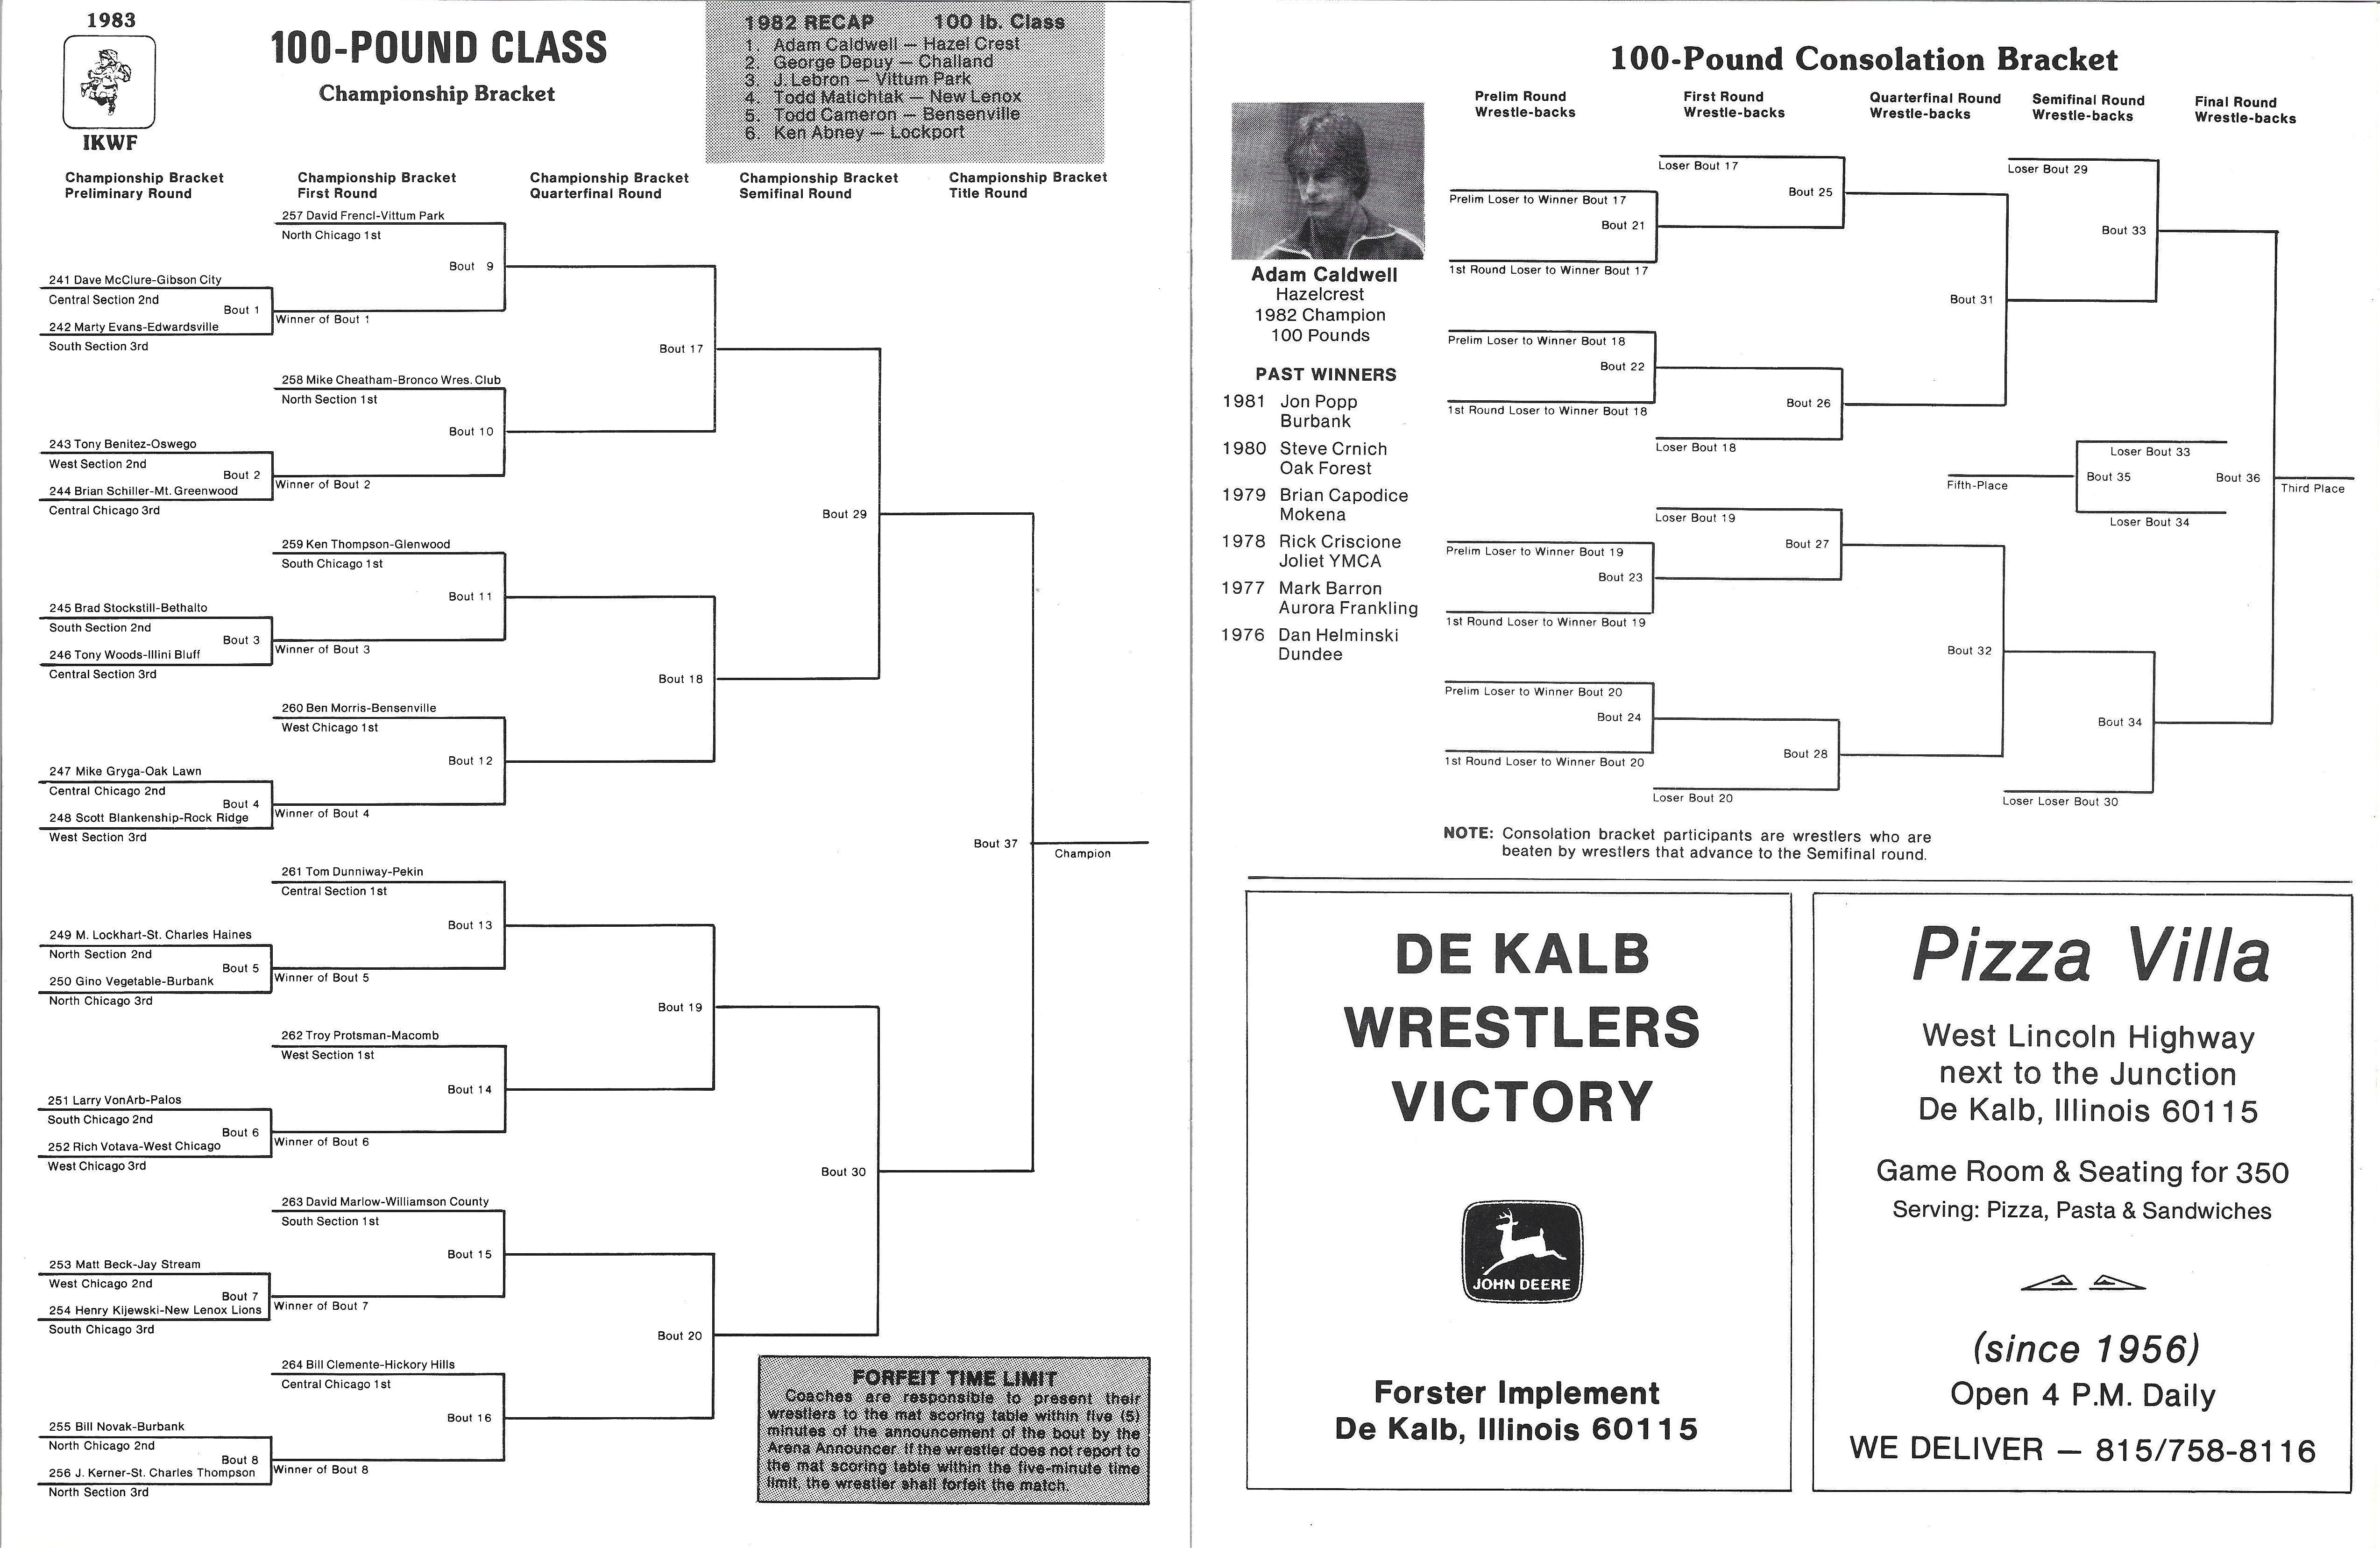 1983
IKWF
100-POUND CLASS
Championship Bracket
1982 RECAP 100 lb. Class
1. Adam Caldwell — Hazel Crest
2. George Depuy — Challand
3. J. Lebron — Vittum Park
4. Todd Matichtak — New Lenox
5. Todd Cameron — Bensenville
6. Ken Abney — Lockport
Championship Bracket
Preliminary Round
Championship Bracket
First Round
Championship Bracket
Quarterfinal Round
Championship Bracket
Semifinal Round
Championship Bracket
Title Round
257 David Frencl-Vittum Park
North Chicago 1st
Bout 9
241 Dave McClure-Gibson City
Central Section 2nd
Bout 1
242 Marty Evans-Edwardsville
South Section 3rd
Winner of Bout 1
Bout 17
258 Mike Cheatham-Bronco Wres. Club
North Section 1st
Bout 10
243 Tony Benitez-Oswego
West Section 2nd
Bout 2
244 Brian Schiller-Mt. Greenwood
Central Chicago 3rd
Winner of Bout 2
Bout 29
259 Ken Thompson-Glenwood
South Chicago 1st
Bout 11
245 Brad Stockstill-Bethalto
South Section 2nd
Bout 3
246 Tony Woods-Illini Bluff
Central Section 3rd
Winner of Bout 3
Bout 18
260 Ben Morris-Bensenville
West Chicago 1st
Bout 12
247 Mike Gryga-Oak Lawn
Central Chicago 2nd
Bout 4
248 Scott Blankenship-Rock Ridge
West Section 3rd
Winner of Bout 4
Bout 37
Champion
261 Tom Dunniway-Pekin
Central Section 1st
Bout 13
249 M. Lockhart-St. Charles Haines
North Section 2nd
Bout 5
250 Gino Vegetable-Burbank
North Chicago 3rd
Winner of Bout 5
Bout 19
262 Troy Protsman-Macomb
West Section 1st
Bout 14
251 Larry VonArb-Palos
South Chicago 2nd
Bout 6
252 Rich Votava-West Chicago
West Chicago 3rd
Winner of Bout 6
Bout 30
263 David Marlow-Williamson County
South Section 1st
Bout 15
253 Matt Beck-Jay Stream
West Chicago 2nd
Bout 7
254 Henry Kijewski-New Lenox Lions
South Chicago 3rd
Winner of Bout 7
Bout 20
264 Bill Clemente-Hickory Hills
Central Chicago 1st
Bout 16
255 Bill Novak-Burbank
North Chicago 2nd
Bout 8
256 J. Kerner-St. Charles Thompson
North Section 3rd
Winner of Bout 8
FORFEIT TIME LIMIT
Coaches are responsible to present their
wrestlers to the mat scoring table within five (5)
minutes of the announcement of the bout by the
Arena Announcer. If the wrestler does not report to
the mat scoring table within the five-minute time
limit, the wrestler shall forfeit the match.
100-Pound Consolation Bracket
Prelim Round
Wrestle-backs
First Round
Wrestle-backs
Quarterfinal Round
Wrestle-backs
Semifinal Round
Wrestle-backs
Final Round
Wrestle-backs
Adam Caldwell
Hazelcrest
1982 Champion
100 Pounds
PAST WINNERS
1981 Jon Popp
Burbank
1980 Steve Crnich
Oak Forest
1979 Brian Capodice
Mokena
1978 Rick Criscione
Joliet YMCA
1977 Mark Barron
Aurora Frankling
1976 Dan Helminski
Dundee
Loser Bout 17
Bout 25
Prelim Loser to Winner Bout 17
Bout 21
1st Round Loser to Winner Bout 17
Loser Bout 29
Bout 33
Bout 31
Prelim Loser to Winner Bout 18
Bout 22
1st Round Loser to Winner Bout 18
Bout 26
Loser Bout 18
Loser Bout 33
Fifth-Place
Bout 35
Bout 36
Third Place
Loser Bout 34
Loser Bout 19
Bout 27
Prelim Loser to Winner Bout 19
Bout 23
1st Round Loser to Winner Bout 19
Bout 32
Prelim Loser to Winner Bout 20
Bout 24
1st Round Loser to Winner Bout 20
Bout 34
Bout 28
Loser Bout 20
Loser Loser Bout 30
NOTE: Consolation bracket participants are wrestlers who are
beaten by wrestlers that advance to the Semifinal round.
DE KALB
WRESTLERS
VICTORY
JOHN DEERE
Forster Implement
De Kalb, Illinois 60115
Pizza Villa
West Lincoln Highway
next to the Junction
De Kalb, Illinois 60115
Game Room & Seating for 350
Serving: Pizza, Pasta & Sandwiches
(since 1956)
Open 4 P.M. Daily
WE DELIVER — 815/758-8116